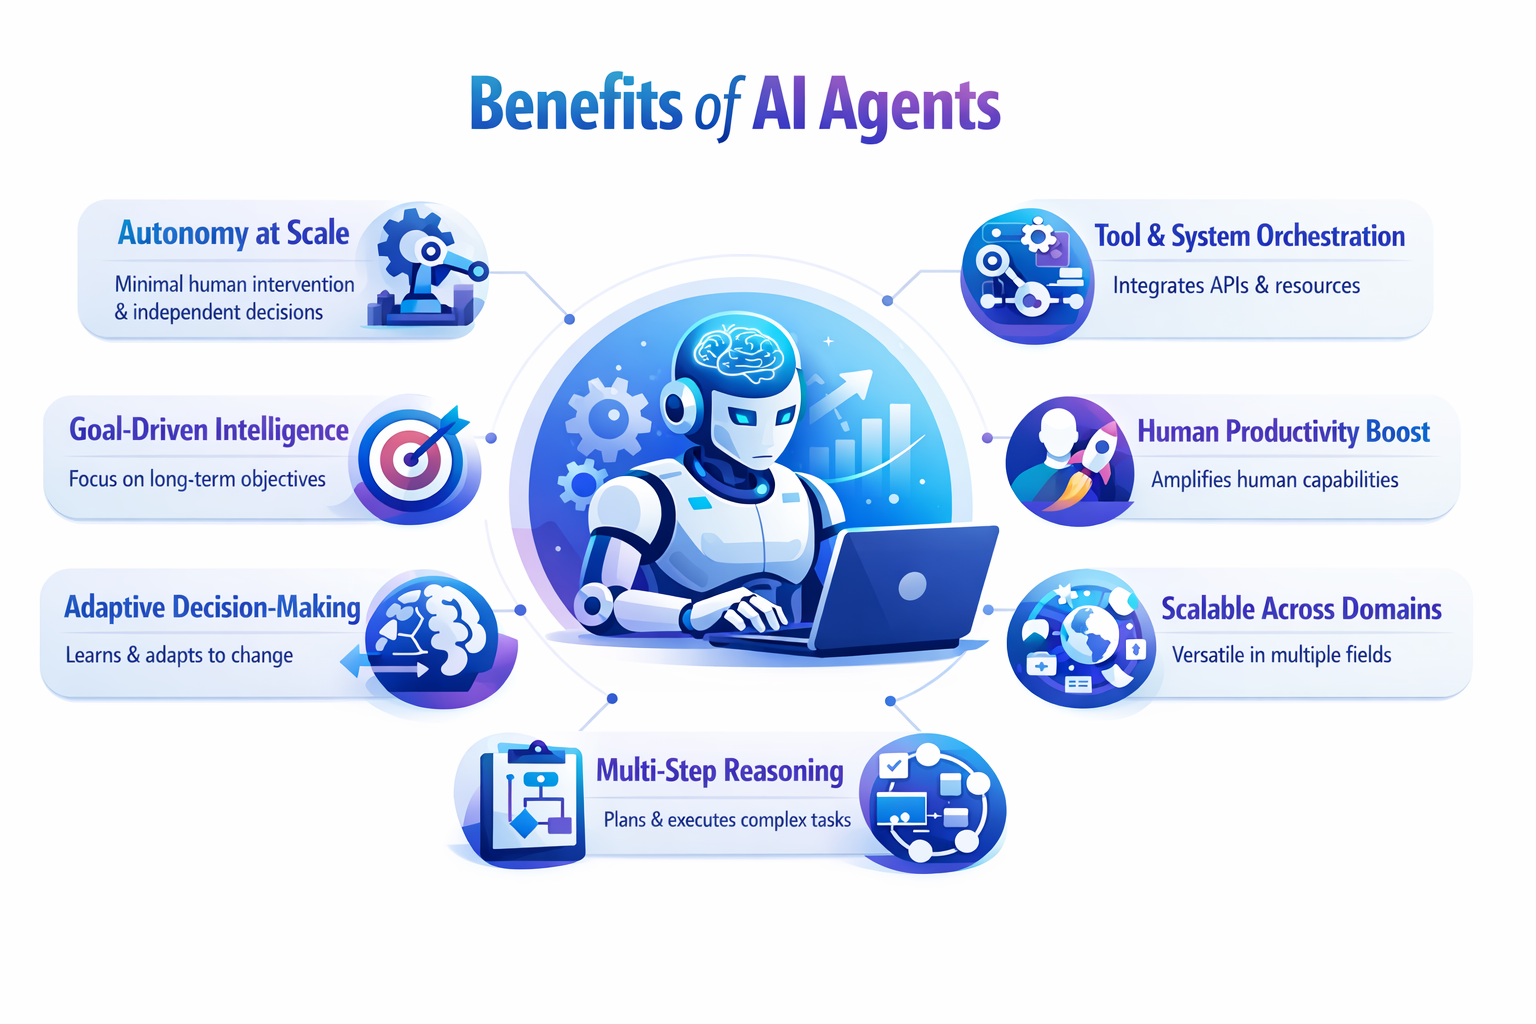 Benefits of AI Agents
Autonomy at Scale
Minimal human intervention
& independent decisions
Goal-Driven Intelligence
Focus on long-term objectives
Adaptive Decision-Making
Learns & adapts to change
Tool & System Orchestration
Integrates APIs & resources
Human Productivity Boost
Amplifies human capabilities
Scalable Across Domains
Versatile in multiple fields
Multi-Step Reasoning
Plans & executes complex tasks